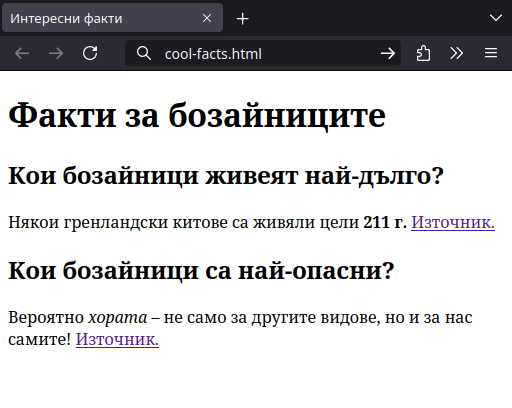 Интересни факти
cool-facts.html
Факти за бозайниците
Кои бозайници живеят най-дълго?
Някои гренландски китове са живяли цели 211 г. Източник.
Кои бозайници са най-опасни?
Вероятно хората – не само за другите видове, но и за нас
самите! Източник.